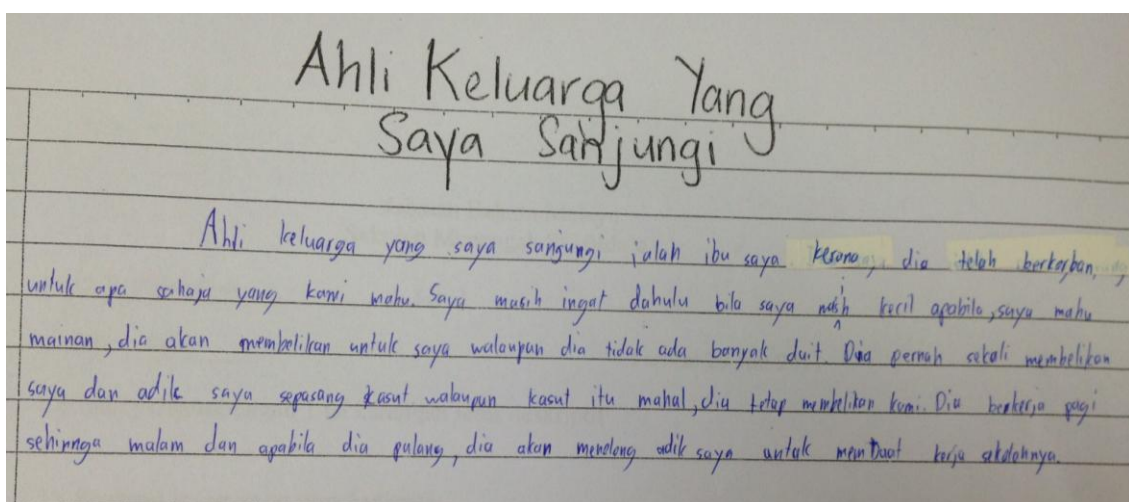 Ahli Keluarga Yang
Saya Sanjungi
Ahli keluarga yang saya sanjungi ialah ibu saya kerana, dia telah berkorban,
untuk apa sahaja yang kami mahu. Saya masih ingat dahulu bila saya masih kecil apabila, saya mahu
mainan, dia akan membelikan untuk saya walaupun dia tidak ada banyak duit. Dia pernah sekali membelikan
saya dan adik saya sepasang kasut walaupun kasut itu mahal, dia tetap membelikan kami. Dia berkerja pagi
sehinnga malam dan apabila dia pulang, dia akan menolong adik saya untuk membuat kerja sekolahnya.